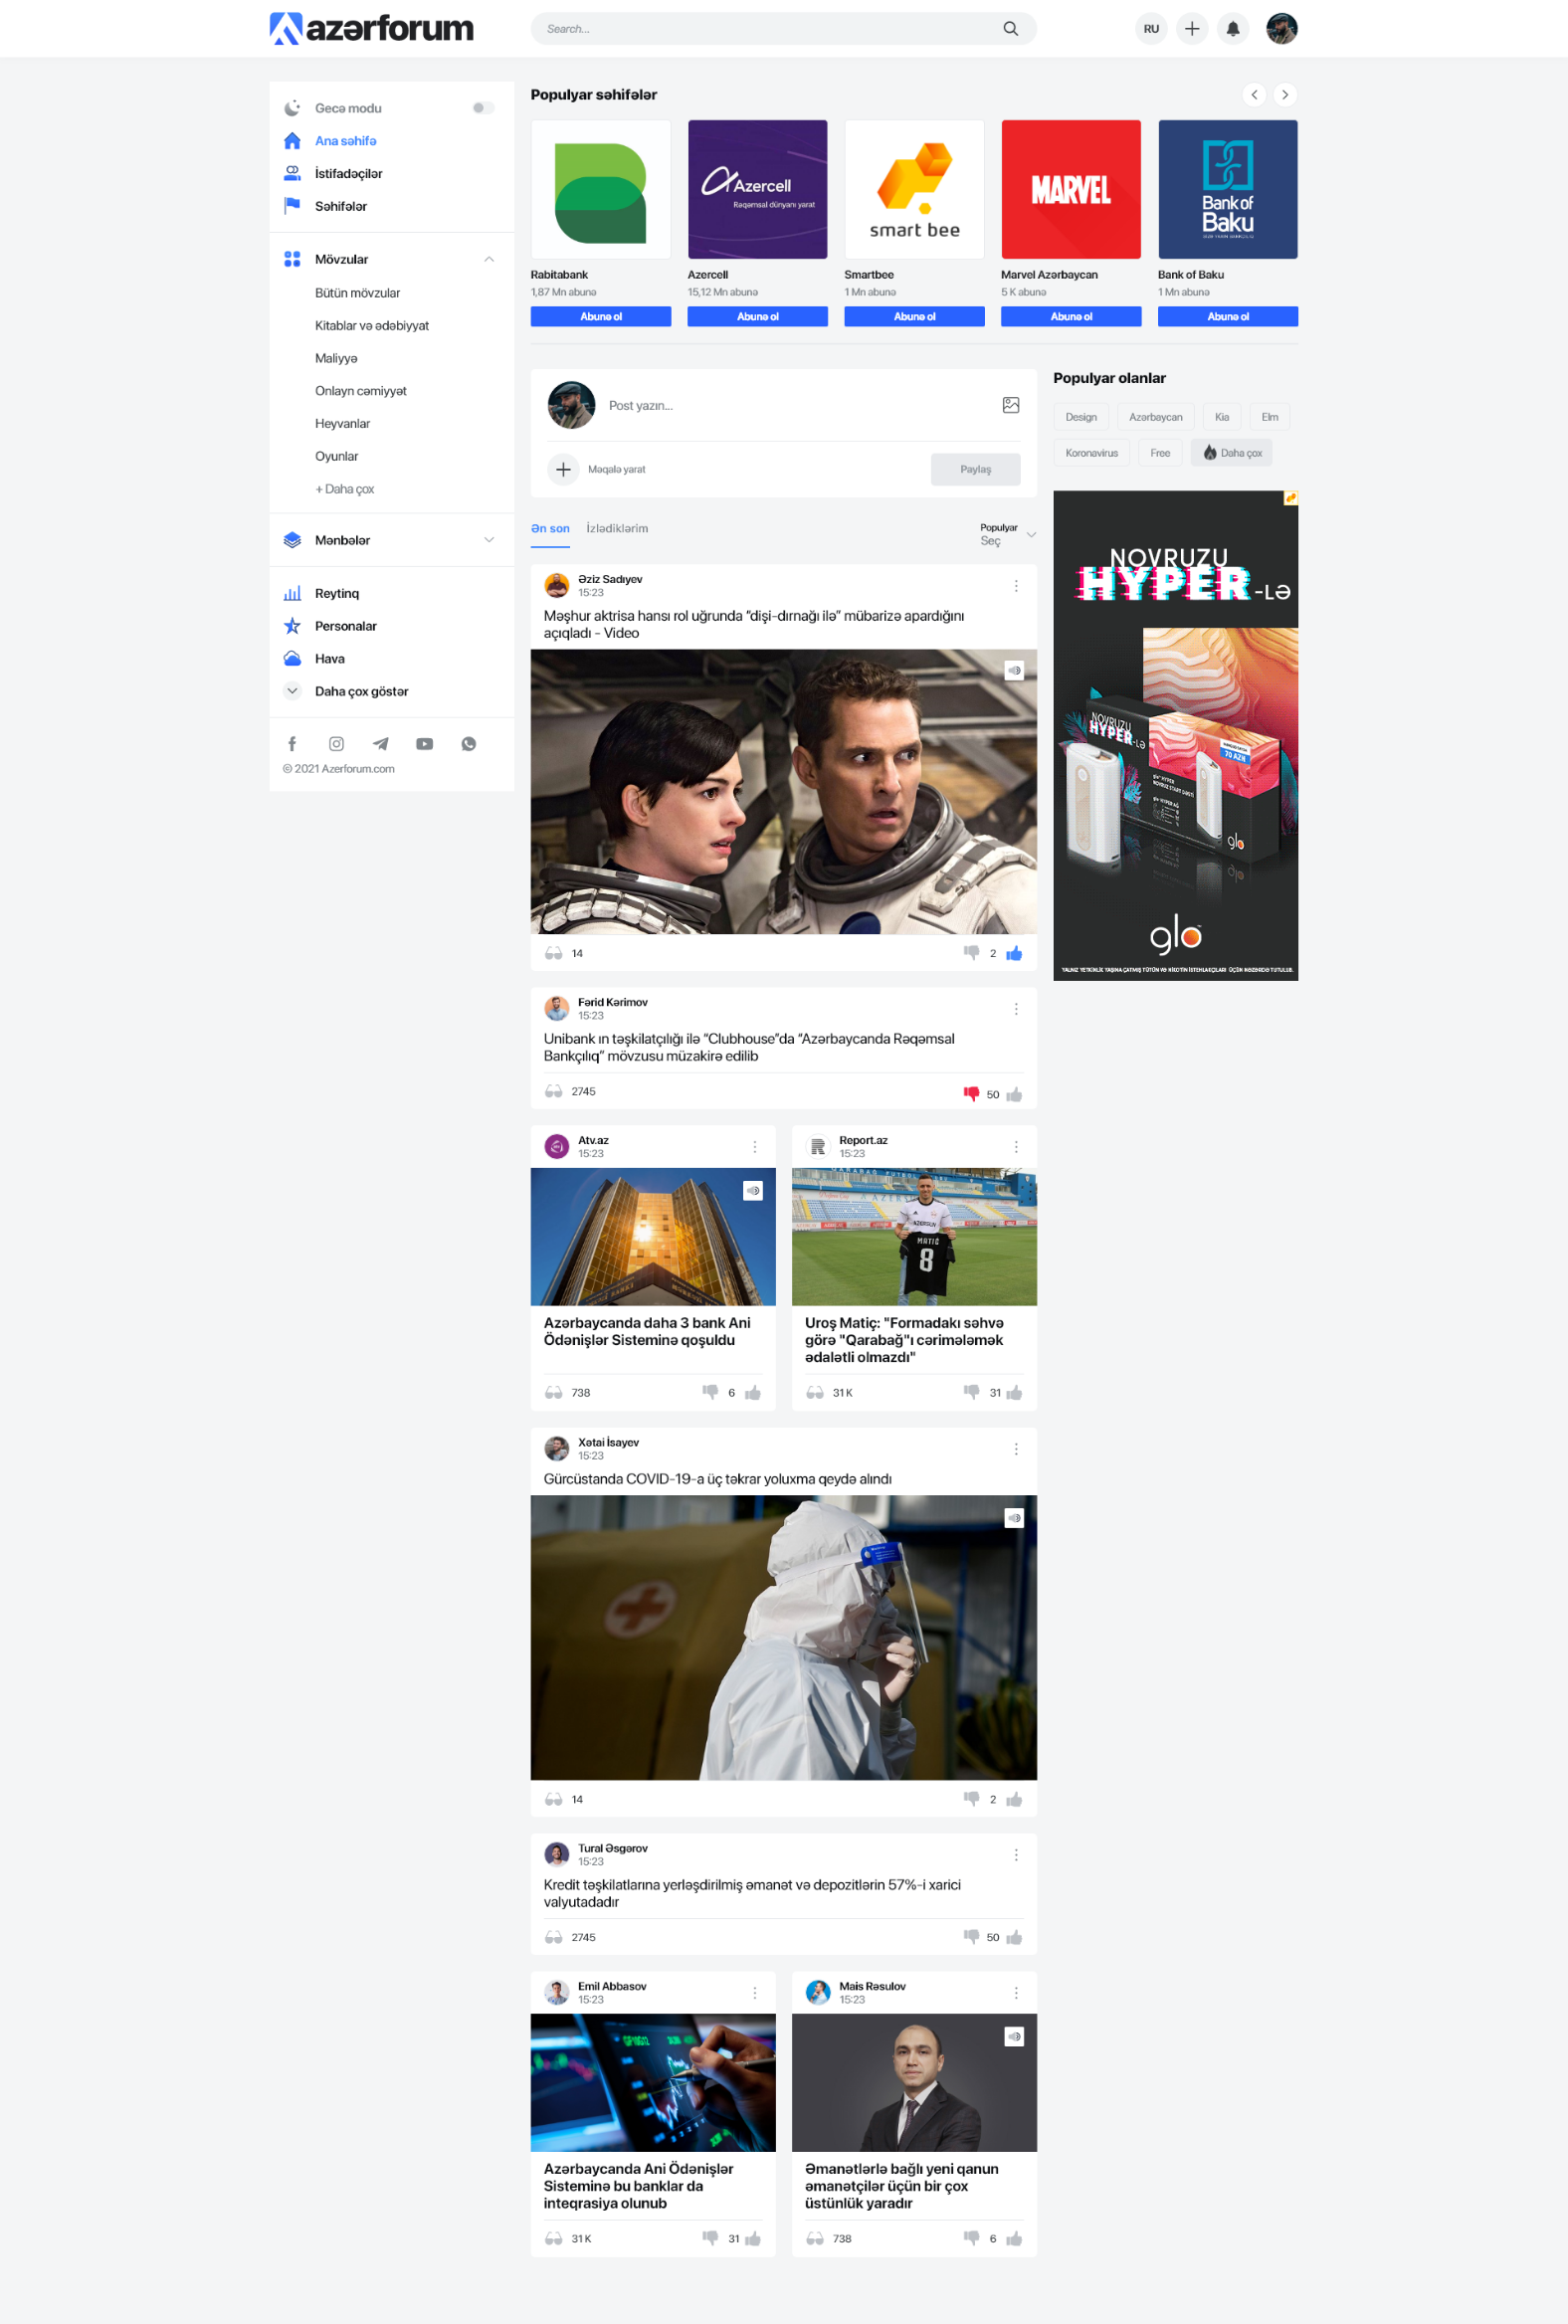 azərforum
Search...
RU
Gecə modu
Ana səhifə
İstifadəçilər
Səhifələr
Mövzular
Bütün mövzular
Kitablar və ədəbiyyat
Maliyyə
Onlayn cəmiyyət
Heyvanlar
Oyunlar
+ Daha çox
Mənbələr
Reytinq
Personalar
Hava
Daha çox göstər
© 2021 Azerforum.com
Populyar səhifələr
Azercell
Rəqəmsal dünyanı yarat
smart bee
MARVEL
Bank of
Baku
Rabitabank
1,87 Mn abunə
Abunə ol
Azercell
15,12 Mn abunə
Abunə ol
Smartbee
1 Mn abunə
Abunə ol
Marvel Azərbaycan
5 K abunə
Abunə ol
Bank of Baku
1 Mn abunə
Abunə ol
Post yazın...
Məqalə yarat
Paylaş
Ən son
İzlədiklərim
Populyar
Seç
Əziz Sadıyev
15:23
Məşhur aktrisa hansı rol uğrunda “dişi-dırnağı ilə” mübarizə apardığını
açıqladı - Video
14
2
Fərid Kərimov
15:23
Unibank ın təşkilatçılığı ilə “Clubhouse”da “Azərbaycanda Rəqəmsal
Bankçılıq” mövzusu müzakirə edilib
2745
50
Atv.az
15:23
Azərbaycanda daha 3 bank Ani
Ödənişlər Sisteminə qoşuldu
738
6
Report.az
15:23
AZERSUN
MATIĆ
8
Uroş Matiç: "Formadakı səhvə
görə "Qarabağ"ı cərimələmək
ədalətli olmazdı"
31 K
31
Xətai İsayev
15:23
Gürcüstanda COVID-19-a üç təkrar yoluxma qeydə alındı
14
2
Tural Əsgərov
15:23
Kredit təşkilatlarına yerləşdirilmiş əmanət və depozitlərin 57%-i xarici
valyutadadır
2745
50
Emil Abbasov
15:23
Azərbaycanda Ani Ödənişlər
Sisteminə bu banklar da
inteqrasiya olunub
31 K
31
Mais Rəsulov
15:23
Əmanətlərlə bağlı yeni qanun
əmanətçilər üçün bir çox
üstünlük yaradır
738
6
Populyar olanlar
Design
Azərbaycan
Kia
Elm
Koronavirus
Free
Daha çox
NOVRUZU
HYPER-LƏ
NOVRUZU
HYPER-LƏ
70 AZN
glo
glo
YALNIZ YETKİNLİK YAŞINA ÇATMIŞ TÜTÜN VƏ NİKOTİN İSTEHLAKÇILARI ÜÇÜN NƏZƏRDƏ TUTULUB.